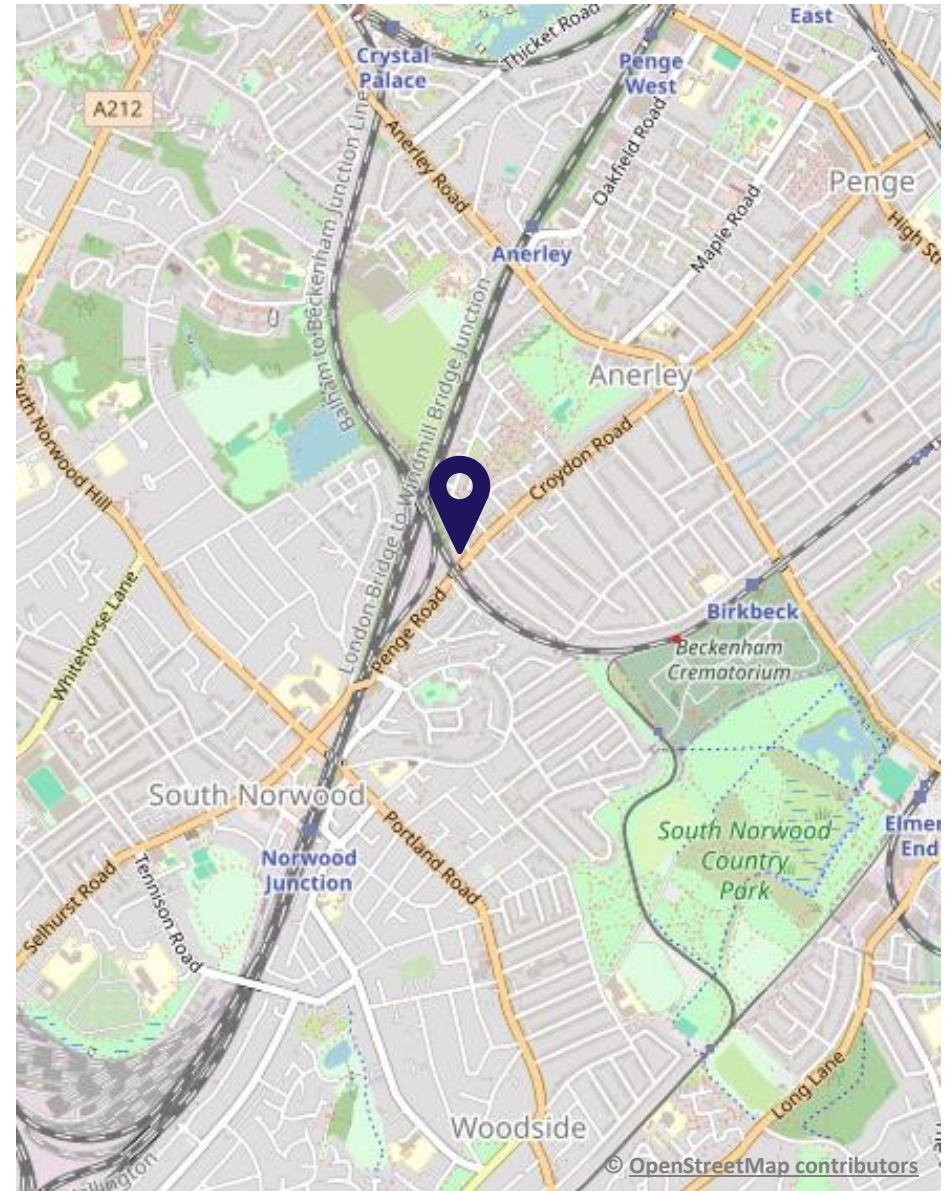 East
Thicket Road
Crystal
Palace
Penge
West
A212
Anerley Road
Oakfield Road
Penge
Balham to Beckenham Junction Line
Maple Road
High Str
Anerley
London Bridge to Windmill Bridge Junction
Anerley
South Norwood Hill
Croydon Road
Whitehorse Lane
Penge Road
Birkbeck
Beckenham
Crematorium
South Norwood
South Norwood
Country
Park
Elmer
End
Norwood
Junction
Portland Road
Selhurst Road
Tennison Road
Long Lane
Woodside
© OpenStreetMap contributors